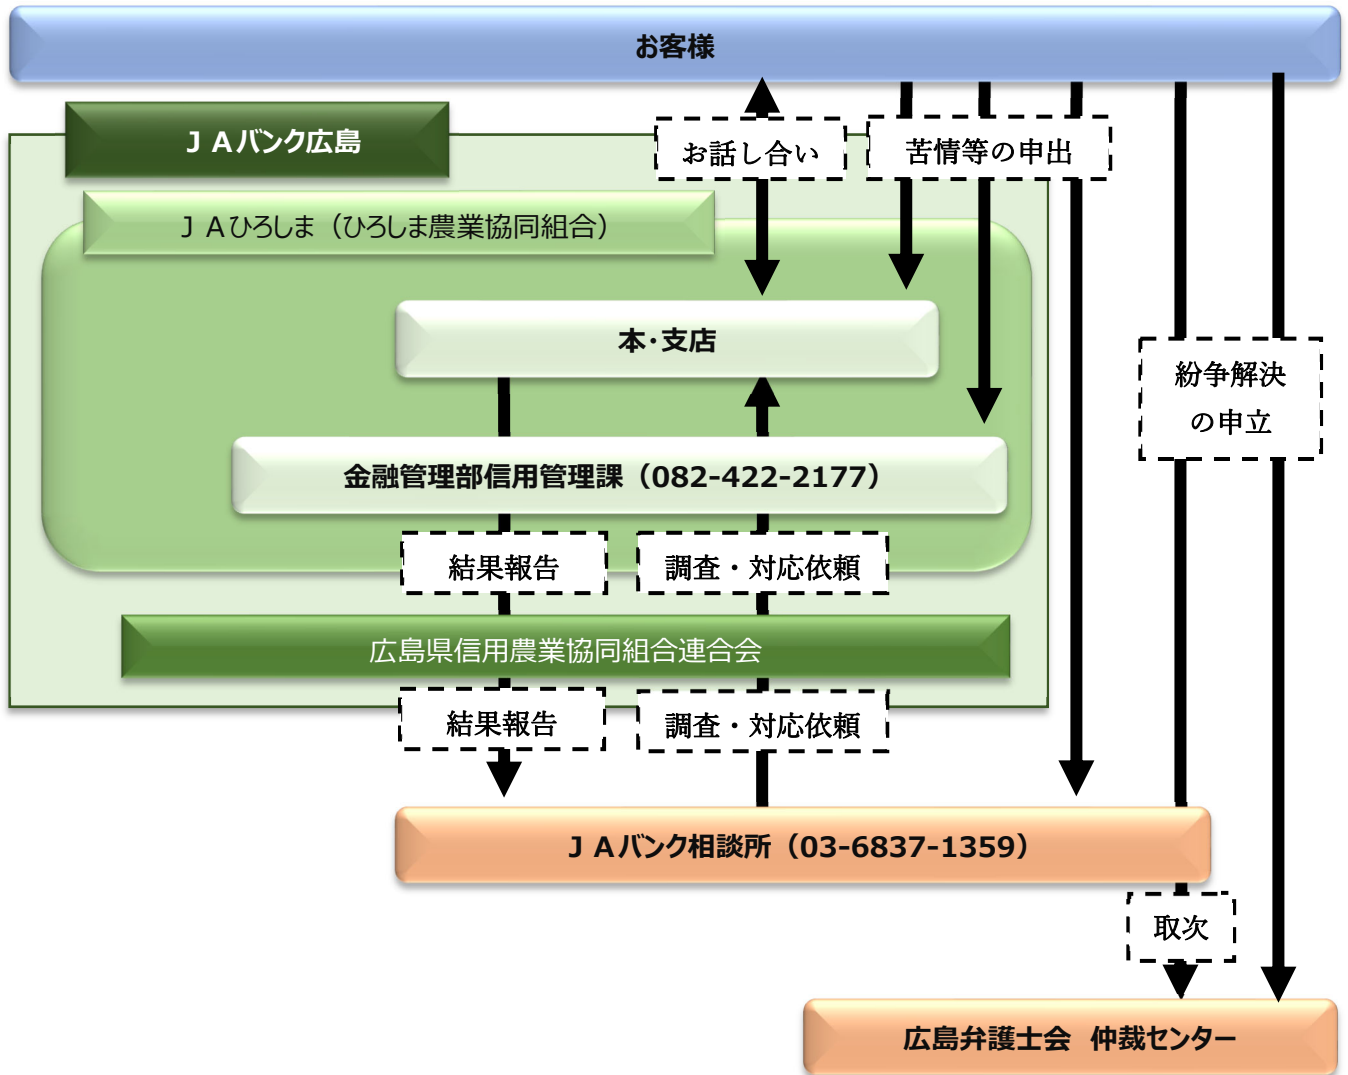 お客様
ＪＡバンク広島
お話し合い
苦情等の申出
ＪＡひろしま（ひろしま農業協同組合）
本・支店
紛争解決
の申立
金融管理部信用管理課（082-422-2177）
結果報告
調査・対応依頼
広島県信用農業協同組合連合会
結果報告
調査・対応依頼
ＪＡバンク相談所（03-6837-1359）
取次
広島弁護士会　仲裁センター